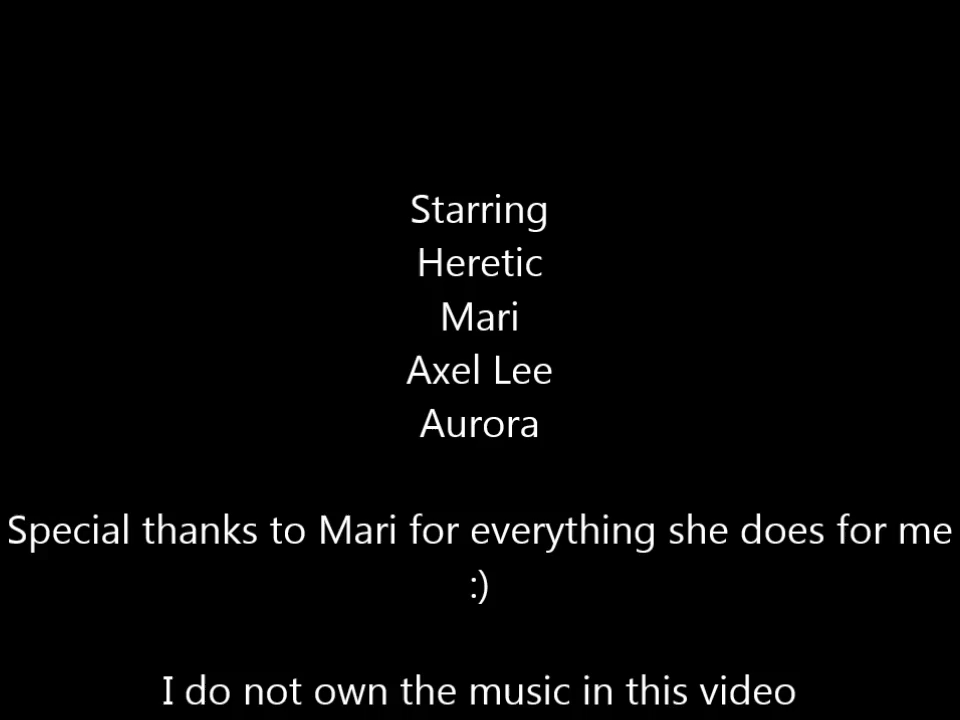 Starring
Heretic
Mari
Axel Lee
Aurora
Special thanks to Mari for everything she does for me
:)
I do not own the music in this video